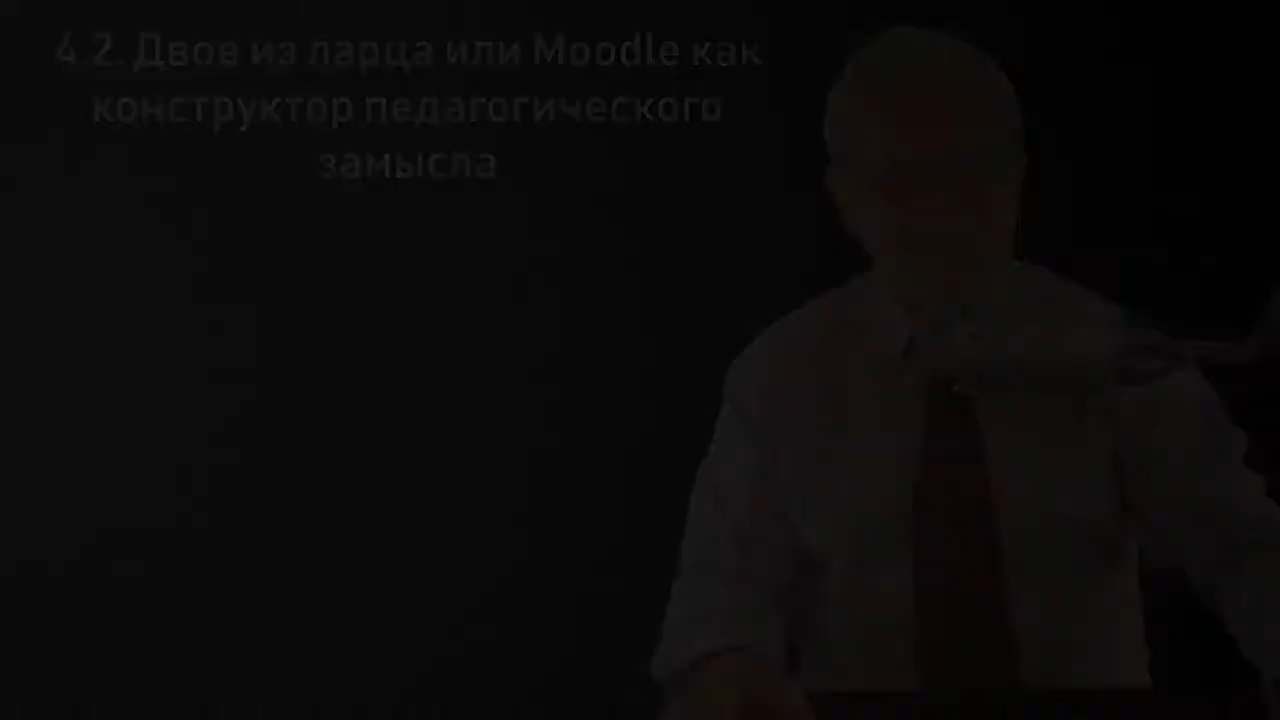 4.2. Двое из ларца или Moodle как
конструктор педагогического
замысла